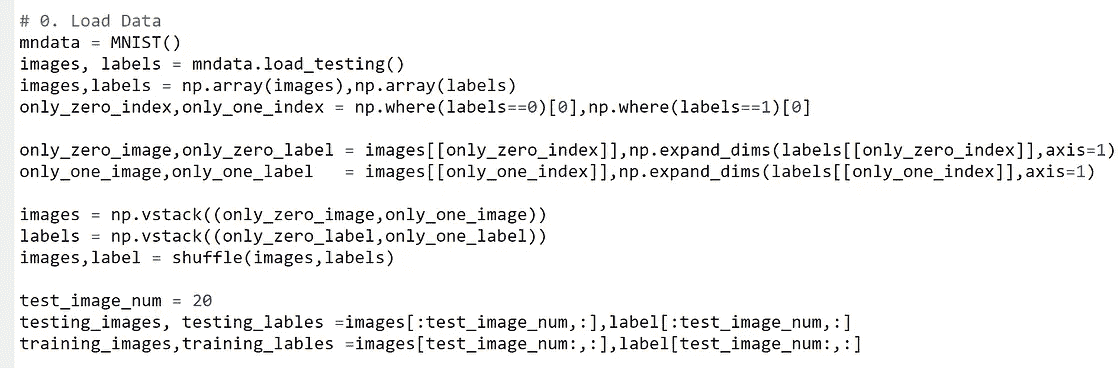 # 0. Load Data
mndata = MNIST()
images, labels = mndata.load_testing()
images,labels = np.array(images),np.array(labels)
only_zero_index,only_one_index = np.where(labels==0)[0],np.where(labels==1)[0]
only_zero_image,only_zero_label = images[[only_zero_index]],np.expand_dims(labels[[only_zero_index]],axis=1)
only_one_image,only_one_label   = images[[only_one_index]],np.expand_dims(labels[[only_one_index]],axis=1)
images = np.vstack((only_zero_image,only_one_image))
labels = np.vstack((only_zero_label,only_one_label))
images,label = shuffle(images,labels)
test_image_num = 20
testing_images, testing_lables =images[:test_image_num,:],label[:test_image_num,:]
training_images,training_lables =images[test_image_num:,:],label[test_image_num:,:]